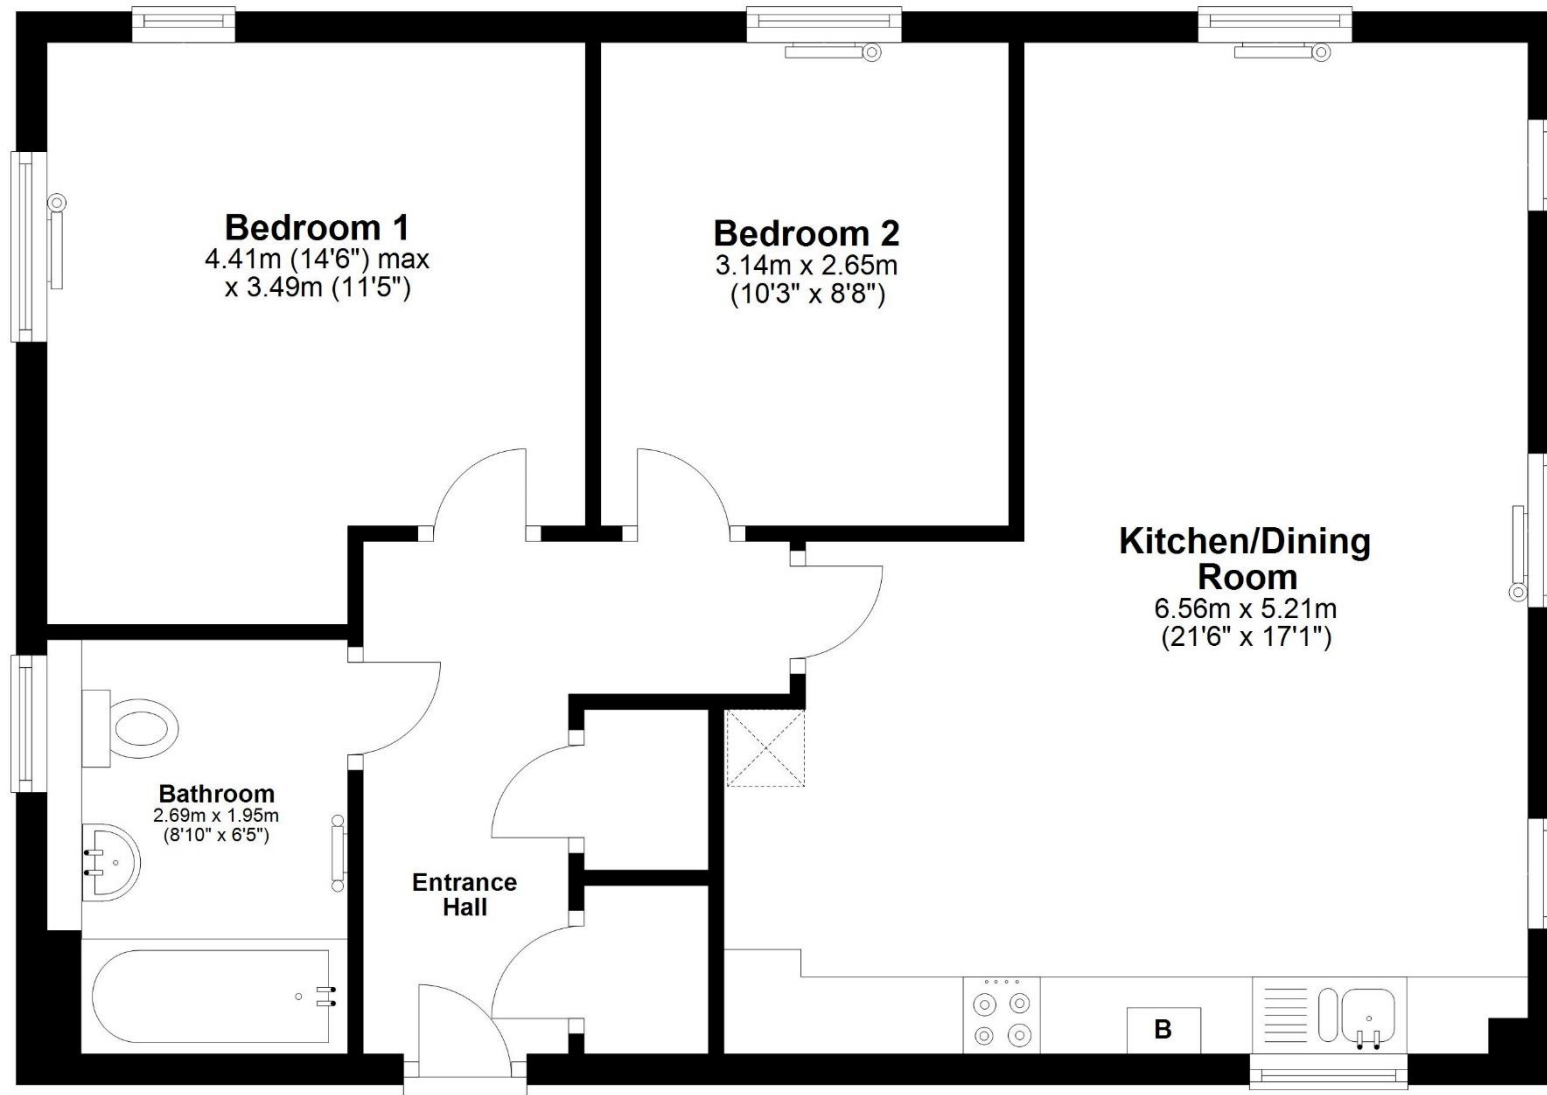 Bedroom 1
4.41m (14'6") max
x 3.49m (11'5")
Bedroom 2
3.14m x 2.65m
(10'3" x 8'8")
Kitchen/Dining
Room
6.56m x 5.21m
(21'6" x 17'1")
Bathroom
2.69m x 1.95m
(8'10" x 6'5")
Entrance
Hall
B